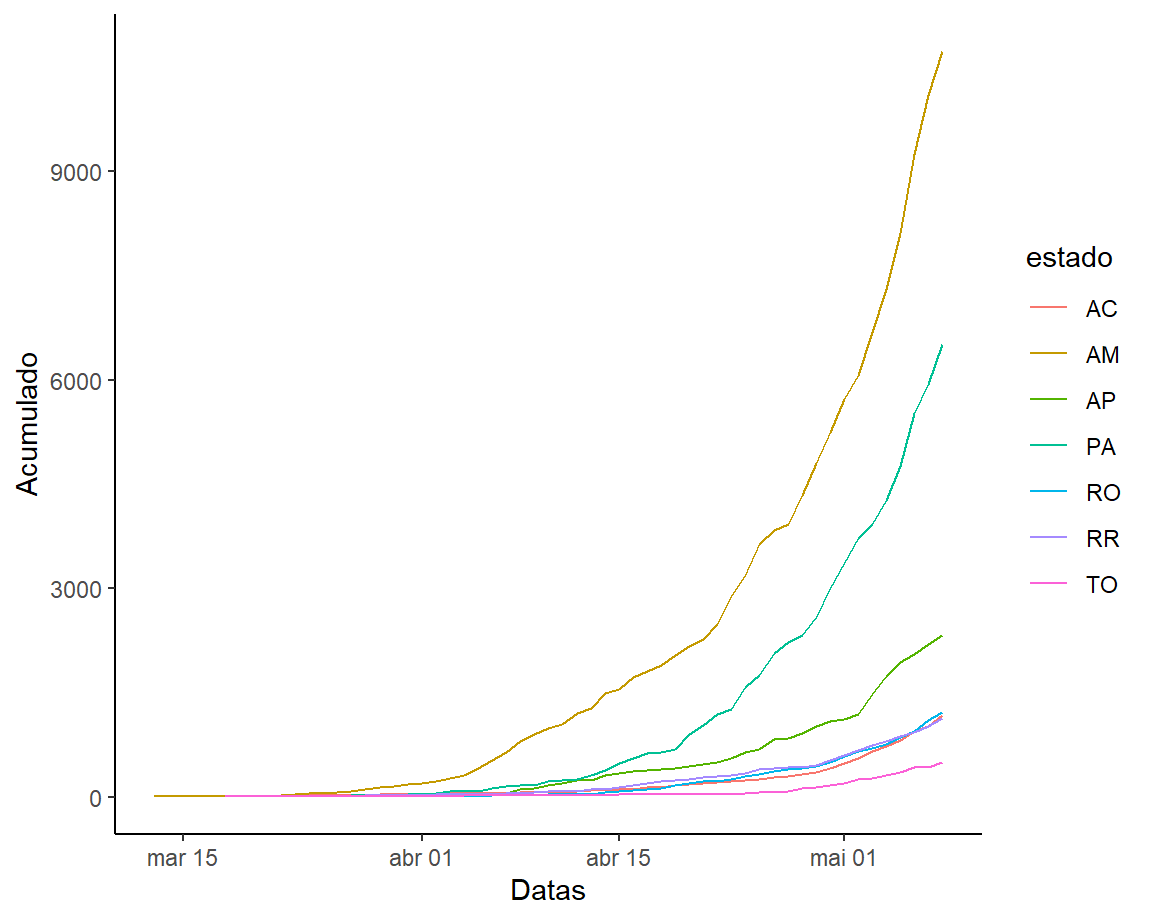 Acumulado
9000
6000
3000
0
mar 15
abr 01
abr 15
mai 01
Datas
estado
AC
AM
AP
PA
RO
RR
TO